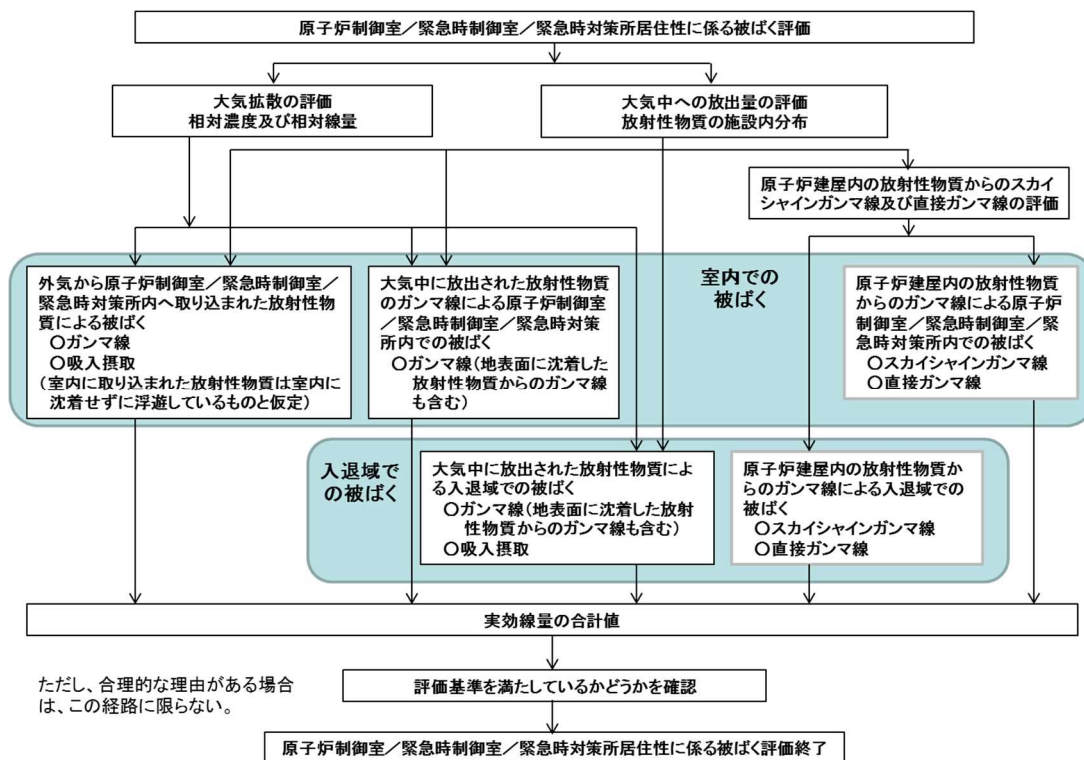 原子炉制御室/緊急時制御室/緊急時対策所居住性に係る被ばく評価
大気拡散の評価
相対濃度及び相対線量
大気中への放出量の評価
放射性物質の施設内分布
原子炉建屋内の放射性物質からのスカイ
シャインガンマ線及び直接ガンマ線の評価
室内での
被ばく
外気から原子炉制御室/緊急時制御室/
緊急時対策所内へ取り込まれた放射性物
質による被ばく
○ガンマ線
○吸入摂取
(室内に取り込まれた放射性物質は室内に
沈着せずに浮遊しているものと仮定)
大気中に放出された放射性物質
のガンマ線による原子炉制御室
/緊急時制御室/緊急時対策
所内での被ばく
○ガンマ線(地表面に沈着した
放射性物質からのガンマ線
も含む)
原子炉建屋内の放射性物質
からのガンマ線による原子炉
制御室/緊急時制御室/緊
急時対策所内での被ばく
○スカイシャインガンマ線
○直接ガンマ線
入退域で
の被ばく
大気中に放出された放射性物質によ
る入退域での被ばく
○ガンマ線(地表面に沈着した放射
性物質からのガンマ線も含む)
○吸入摂取
原子炉建屋内の放射性物質か
らのガンマ線による入退域での
被ばく
○スカイシャインガンマ線
○直接ガンマ線
実効線量の合計値
ただし、合理的な理由がある場合
は、この経路に限らない。
評価基準を満たしているかどうかを確認
原子炉制御室/緊急時制御室/緊急時対策所居住性に係る被ばく評価終了